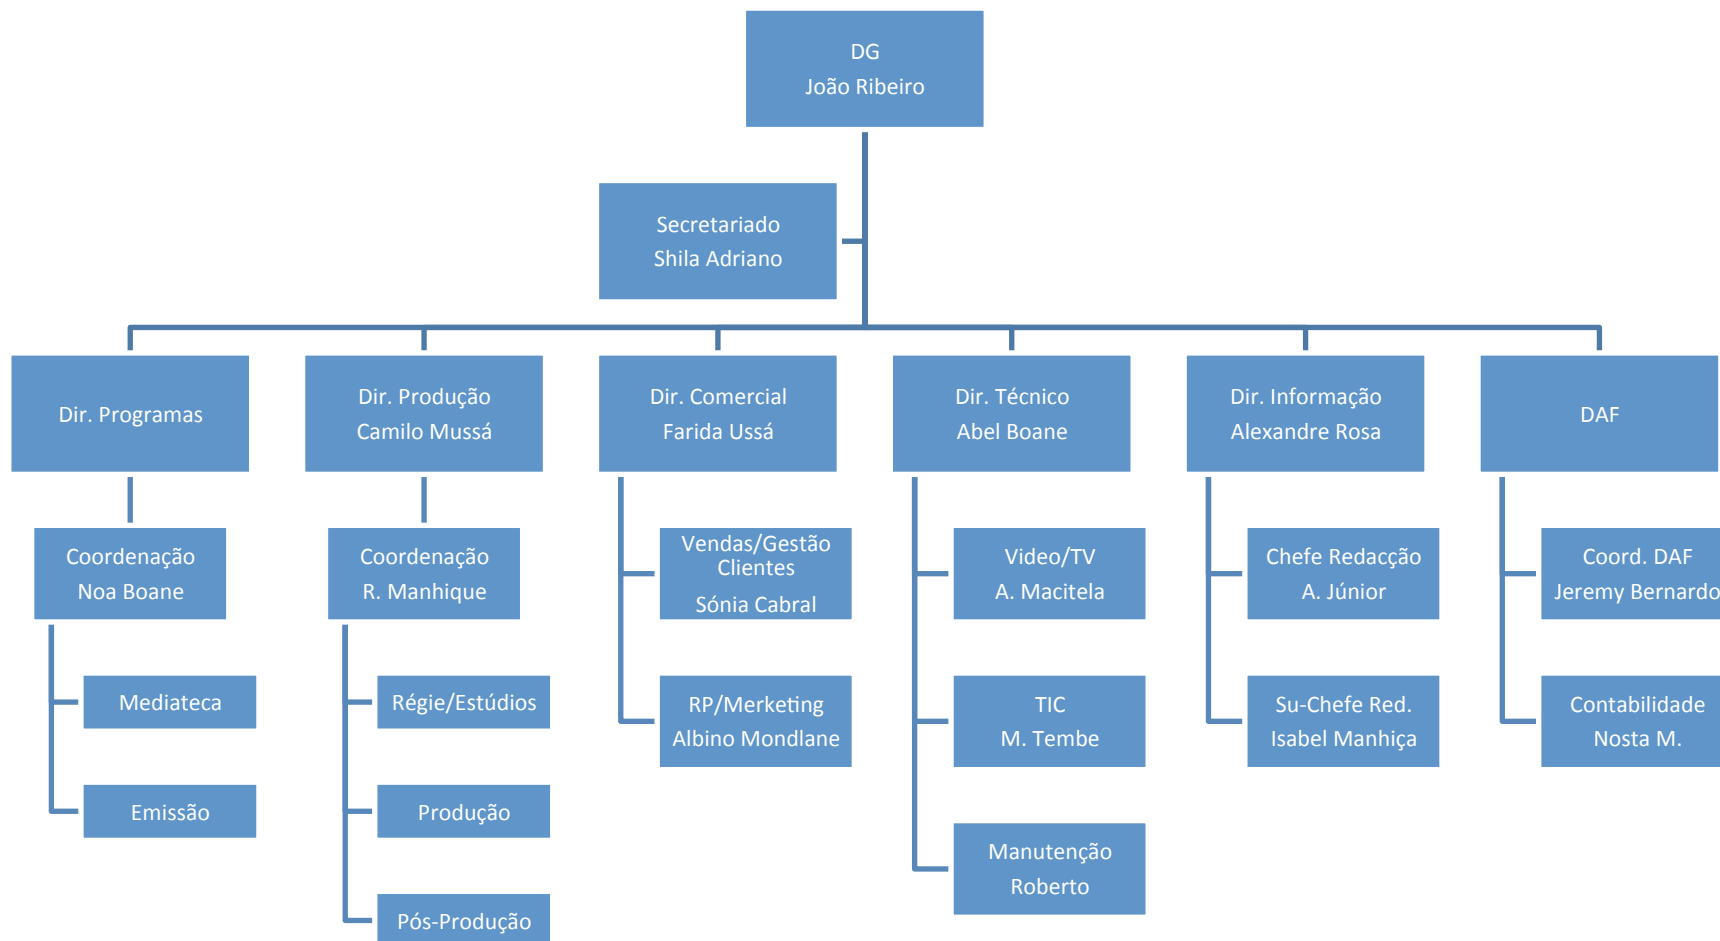 DG
João Ribeiro
Secretariado
Shila Adriano
Dir. Programas
Dir. Produção
Camilo Mussá
Dir. Comercial
Farida Ussá
Dir. Técnico
Abel Boane
Dir. Informação
Alexandre Rosa
DAF
Coordenação
Noa Boane
Coordenação
R. Manhique
Vendas/Gestão
Clientes
Sónia Cabral
Video/TV
A. Macitela
Chefe Redacção
A. Júnior
Coord. DAF
Jeremy Bernardo
Mediateca
Régie/Estúdios
RP/Merketing
Albino Mondlane
TIC
M. Tembe
Su-Chefe Red.
Isabel Manhiça
Contabilidade
Nosta M.
Emissão
Produção
Manutenção
Roberto
Pós-Produção